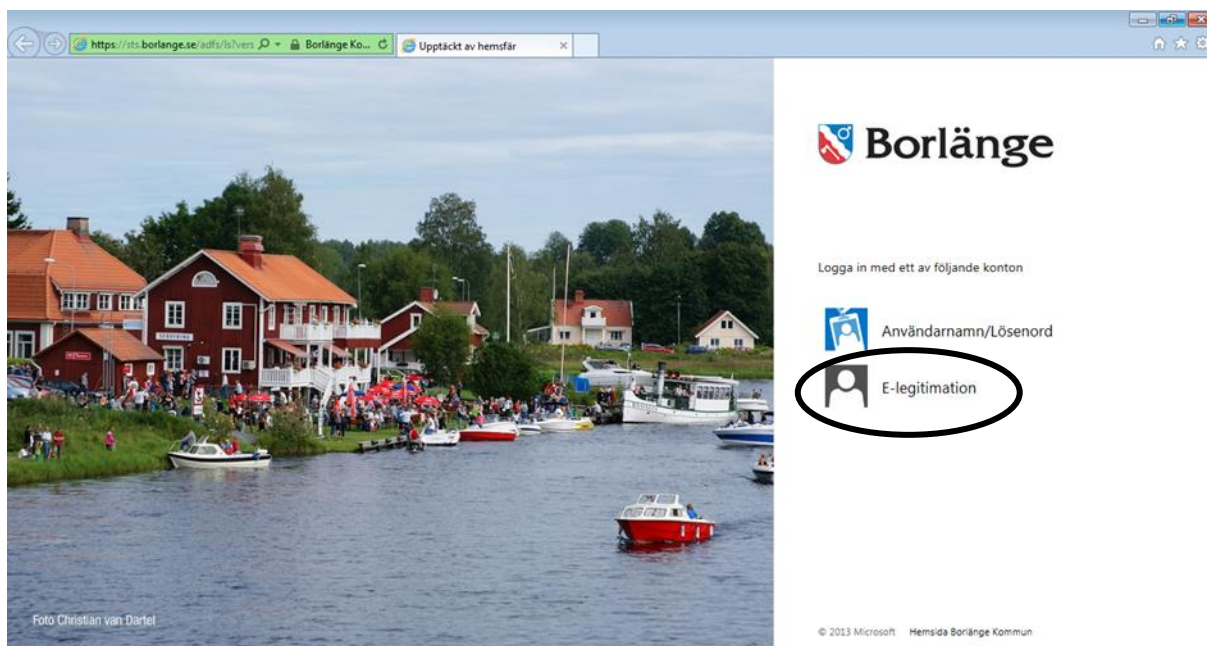 https://sts.borlange.se/adfs/ls?vers
Borlänge Ko...
Upptäckt av hemsfär
Borlänge
Logga in med ett av följande konton
Användarnamn/Lösenord
E-legitimation
Foto Christian van Dartel
© 2013 Microsoft Hemsida Borlänge Kommun